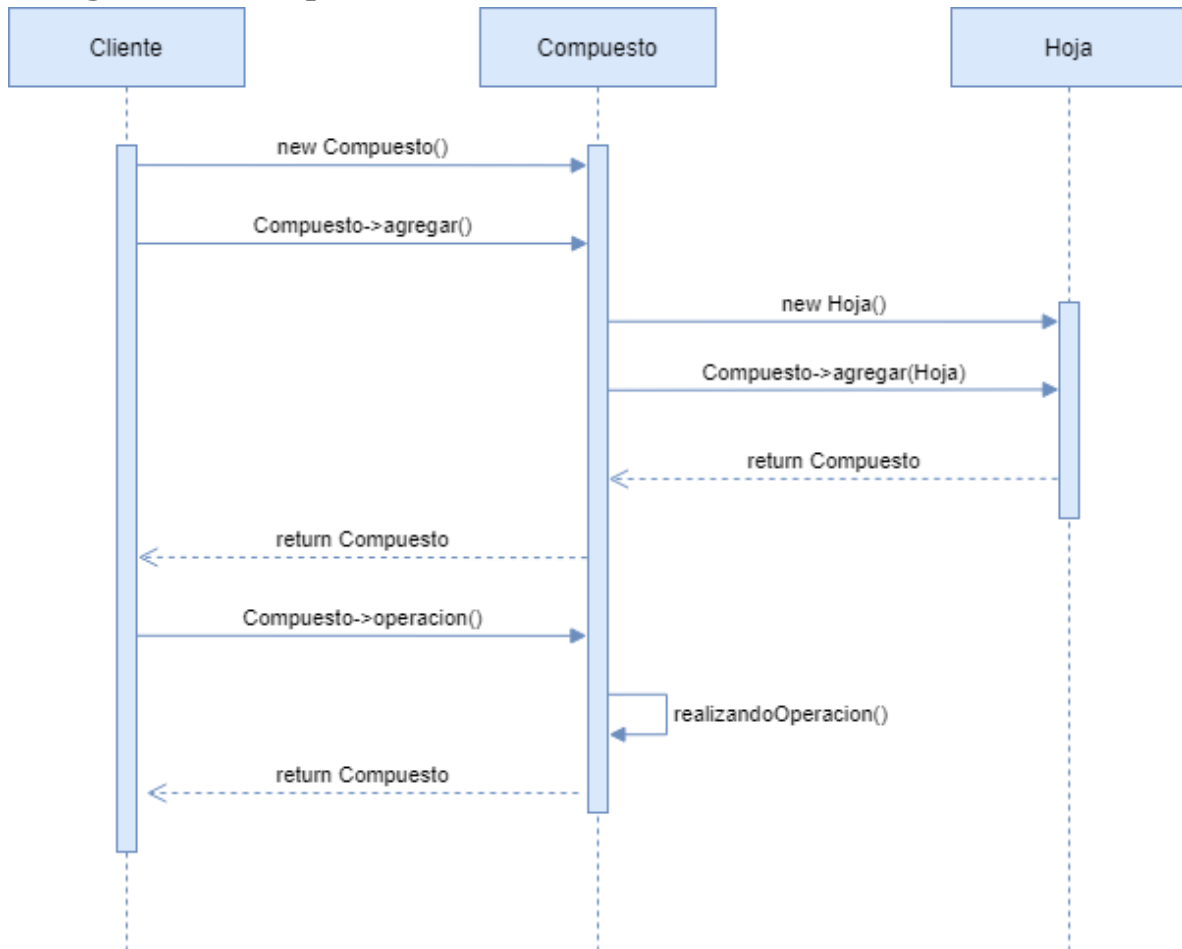 Cliente
Compuesto
Hoja
new Compuesto()
Compuesto->agregar()
new Hoja()
Compuesto->agregar(Hoja)
return Compuesto
return Compuesto
Compuesto->operacion()
realizandoOperacion()
return Compuesto